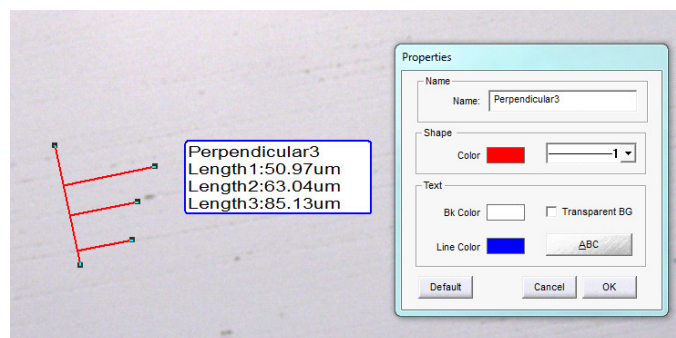 Perpendicular3
Length1:50.97um
Length2:63.04um
Length3:85.13um
Properties
Name
Name: Perpendicular3
Shape
Color 1
Text
Bk Color Transparent BG
Line Color ABC
Default Cancel OK